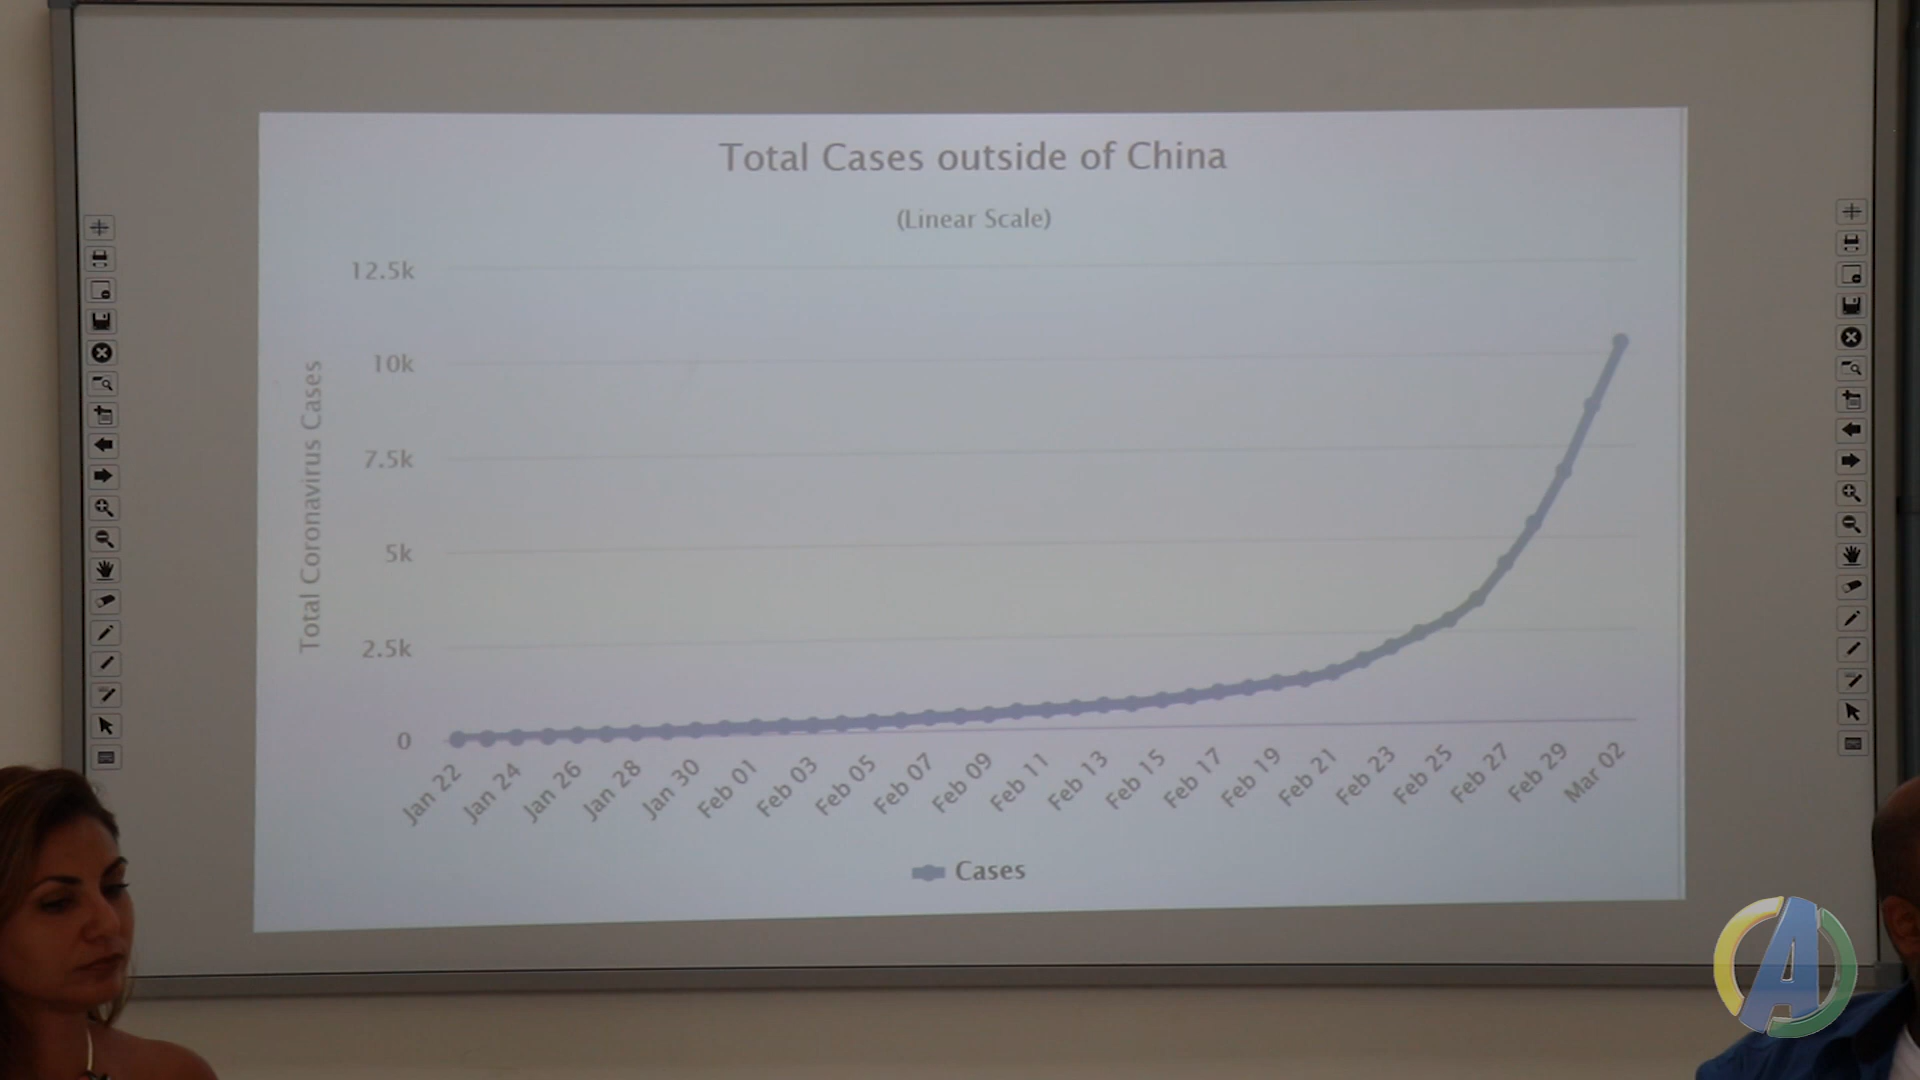 Total Cases outside of China
(Linear Scale)
Total Coronavirus Cases
12.5k
10k
7.5k
5k
2.5k
0
Jan 22
Jan 24
Jan 26
Jan 28
Jan 30
Feb 01
Feb 03
Feb 05
Feb 07
Feb 09
Feb 11
Feb 13
Feb 15
Feb 17
Feb 19
Feb 21
Feb 23
Feb 25
Feb 27
Feb 29
Mar 02
Cases
A